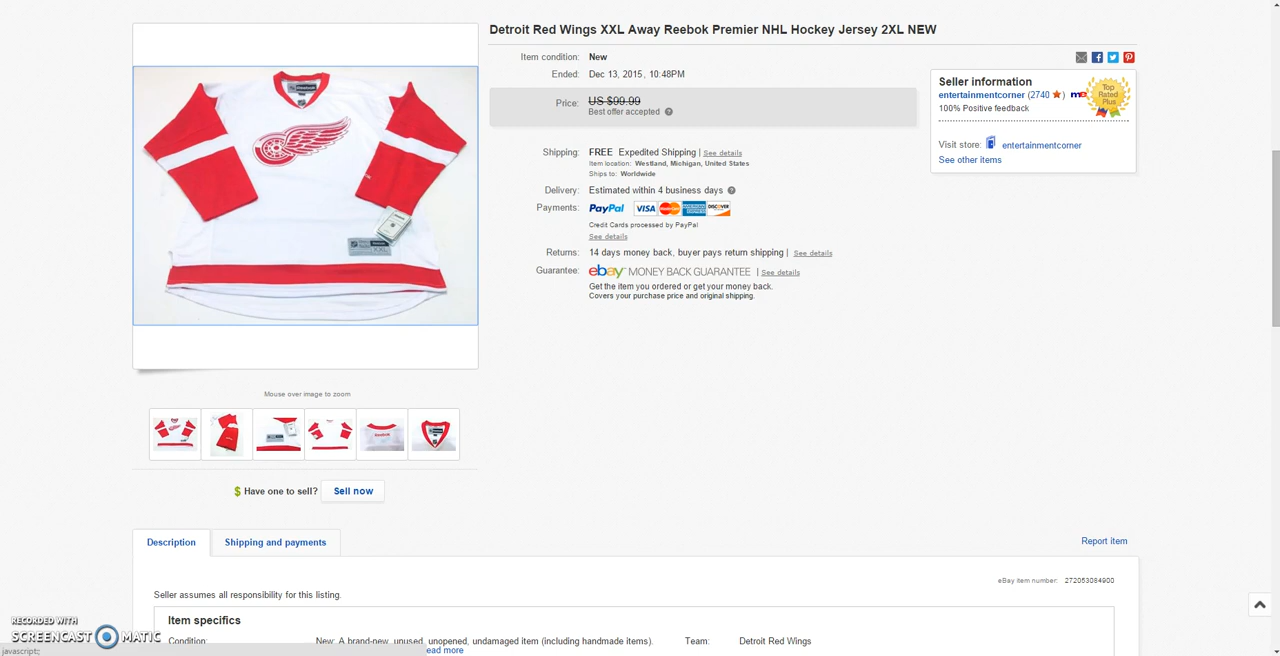 Detroit Red Wings XXL Away Reebok Premier NHL Hockey Jersey 2XL NEW
Item condition: New
Ended: Dec 13, 2015, 10:48PM
Price: US $99.99
Best offer accepted
Shipping: FREE Expedited Shipping | See details
Item location: Westland, Michigan, United States
Ships to: Worldwide
Delivery: Estimated within 4 business days
Payments: PayPal VISA MasterCard AMERICAN EXPRESS DISCOVER
Credit Cards processed by PayPal
See details
Returns: 14 days money back, buyer pays return shipping | See details
Guarantee: ebay MONEY BACK GUARANTEE | See details
Get the item you ordered or get your money back.
Covers your purchase price and original shipping.
Seller information
entertainmentcorner (2740 ) me
100% Positive feedback
Top Rated Plus
Visit store: entertainmentcorner
See other items
Mouse over image to zoom
$ Have one to sell? Sell now
Description
Shipping and payments
Report item
eBay item number: 272053084900
Seller assumes all responsibility for this listing.
Item specifics
Condition: New: A brand-new, unused, unopened, undamaged item (including handmade items). Team: Detroit Red Wings
ead more
RECORDED WITH
SCREENCAST MATIC
javascript:;